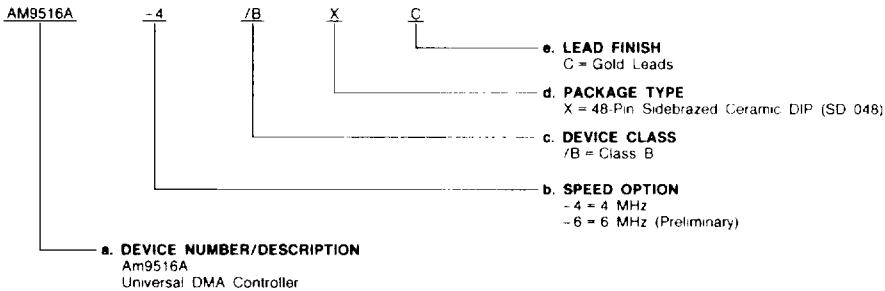 AM9516A -4 /B X C
e. LEAD FINISH
C = Gold Leads
d. PACKAGE TYPE
X = 48-Pin Sidebrazed Ceramic DIP (SD 048)
c. DEVICE CLASS
/B = Class B
b. SPEED OPTION
-4 = 4 MHz
-6 = 6 MHz (Preliminary)
a. DEVICE NUMBER/DESCRIPTION
Am9516A
Universal DMA Controller